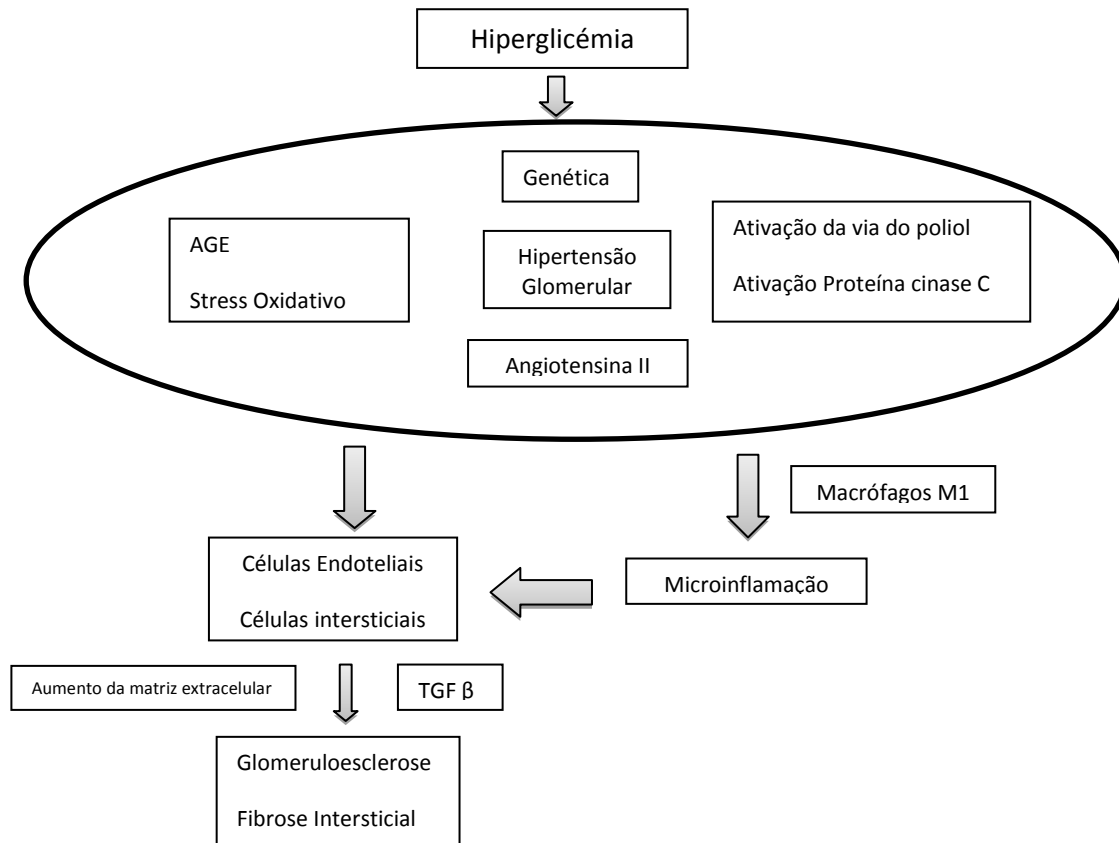 Hiperglicémia
Genética
AGE
Stress Oxidativo
Hipertensão
Glomerular
Ativação da via do poliol
Ativação Proteína cinase C
Angiotensina II
Macrófagos M1
Células Endoteliais
Células intersticiais
Microinflamação
Aumento da matriz extracelular
TGF β
Glomeruloesclerose
Fibrose Intersticial